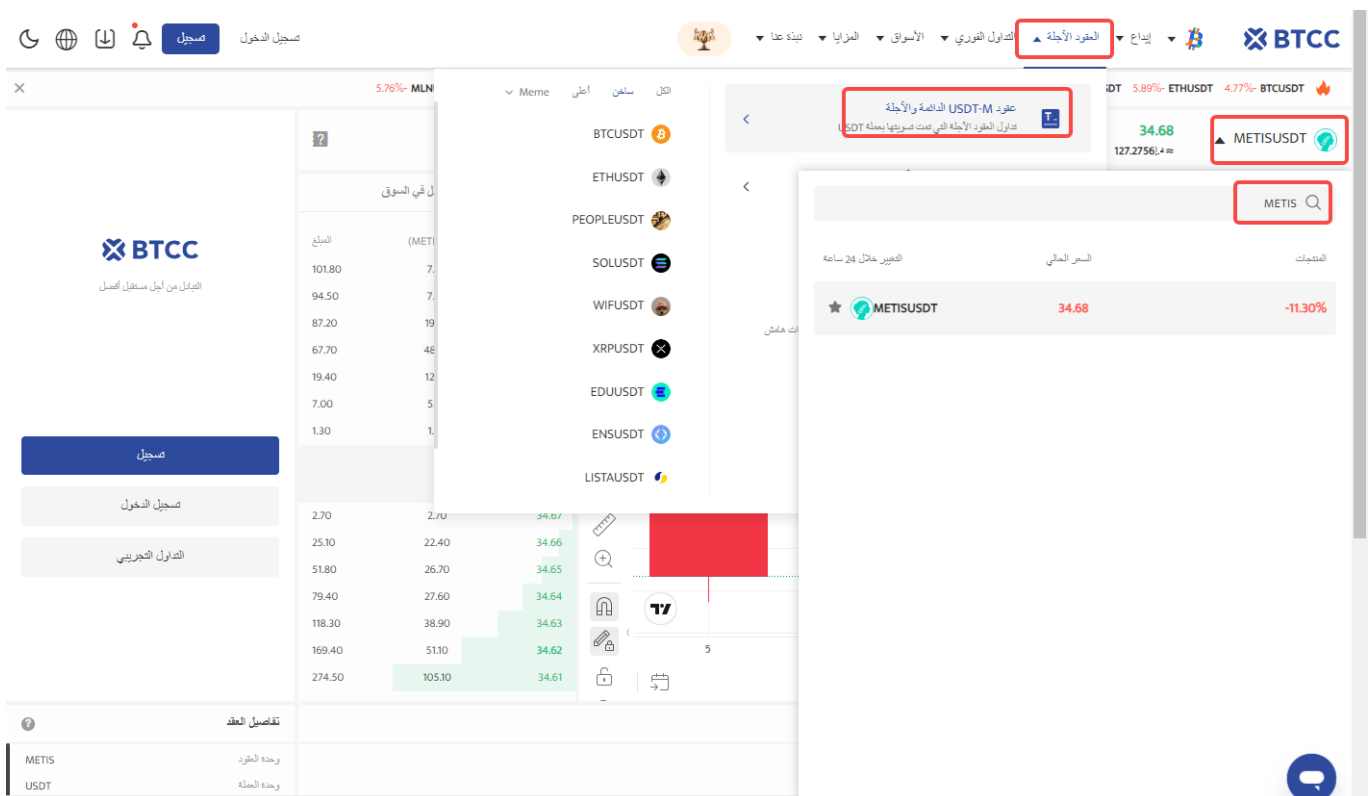 BTCC
إيداع
العقود الآجلة
التداول الفوري
الأسواق
المزايا
نبذة عنا
تسجيل الدخول
تسجيل
BTCUSDT -4.77%
ETHUSDT -5.89%
-5.76%
METISUSDT
34.68
عقود USDT-M الدائمة والآجلة
تداول العقود الآجلة التي تمت تسويتها بعملة USDT
الكل
ساخن
أعلى
Meme
BTCUSDT
ETHUSDT
PEOPLEUSDT
SOLUSDT
WIFUSDT
XRPUSDT
EDUUSDT
ENSUSDT
LISTAUSDT
METIS
المنتجات
السعر الحالي
التغيير خلال 24 ساعة
METISUSDT
34.68
-11.30%
ات هامش
ل في السوق
المبلغ
101.80
94.50
87.20
67.70
19.40
7.00
1.30
2.70 2.70 34.67
25.10 22.40 34.66
51.80 26.70 34.65
79.40 27.60 34.64
118.30 38.90 34.63
169.40 51.10 34.62
274.50 105.10 34.61
5
BTCC
التبادل من أجل مستقبل أفضل
تسجيل
تسجيل الدخول
التداول التجريبي
تفاصيل العقد
وحدة العقود
METIS
وحدة العملة
USDT